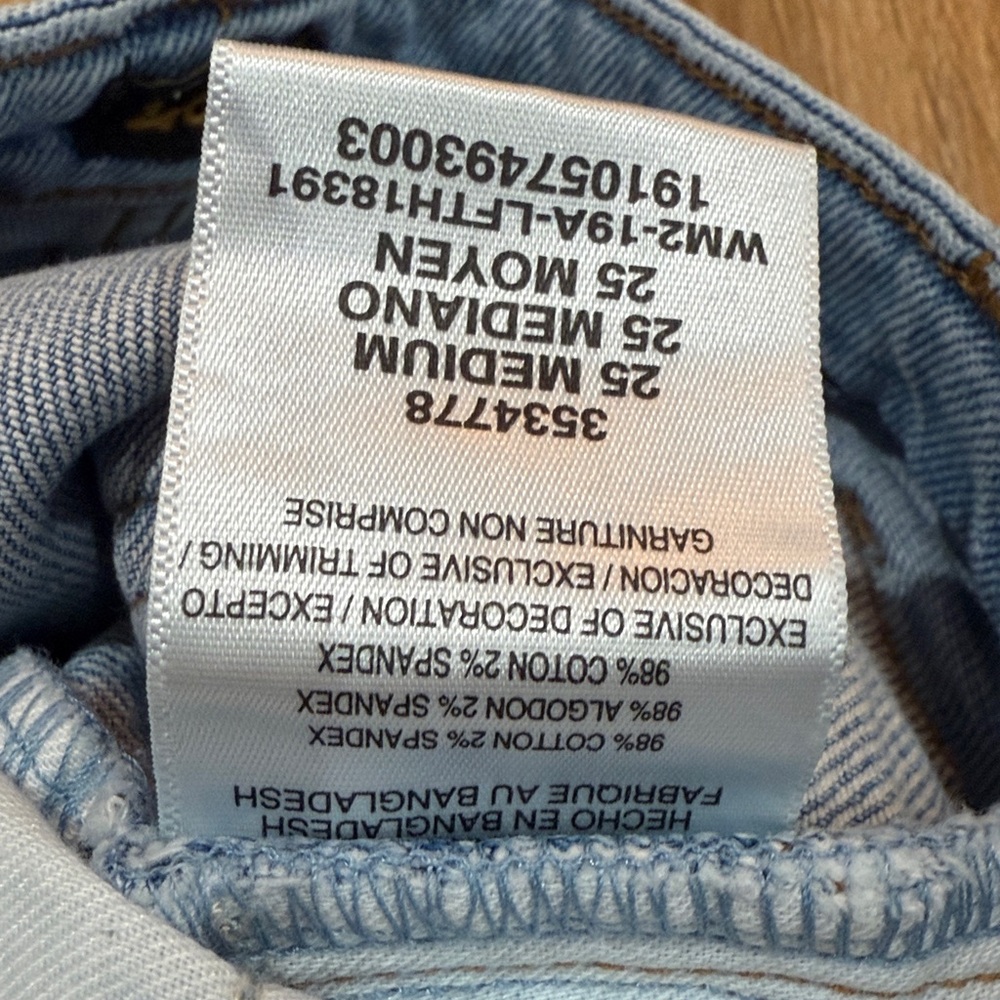 HECHO EN BANGLADESH
FABRIQUE AU BANGLADESH
98% COTTON 2% SPANDEX
98% ALGODON 2% SPANDEX
98% COTON 2% SPANDEX
EXCLUSIVE OF DECORATION / EXCEPTO
DECORACION / EXCLUSIVE OF TRIMMING /
GARNITURE NON COMPRISE
3534778
25 MEDIUM
25 MEDIANO
25 MOYEN
WM2-19A-LFTH18391
191057493003